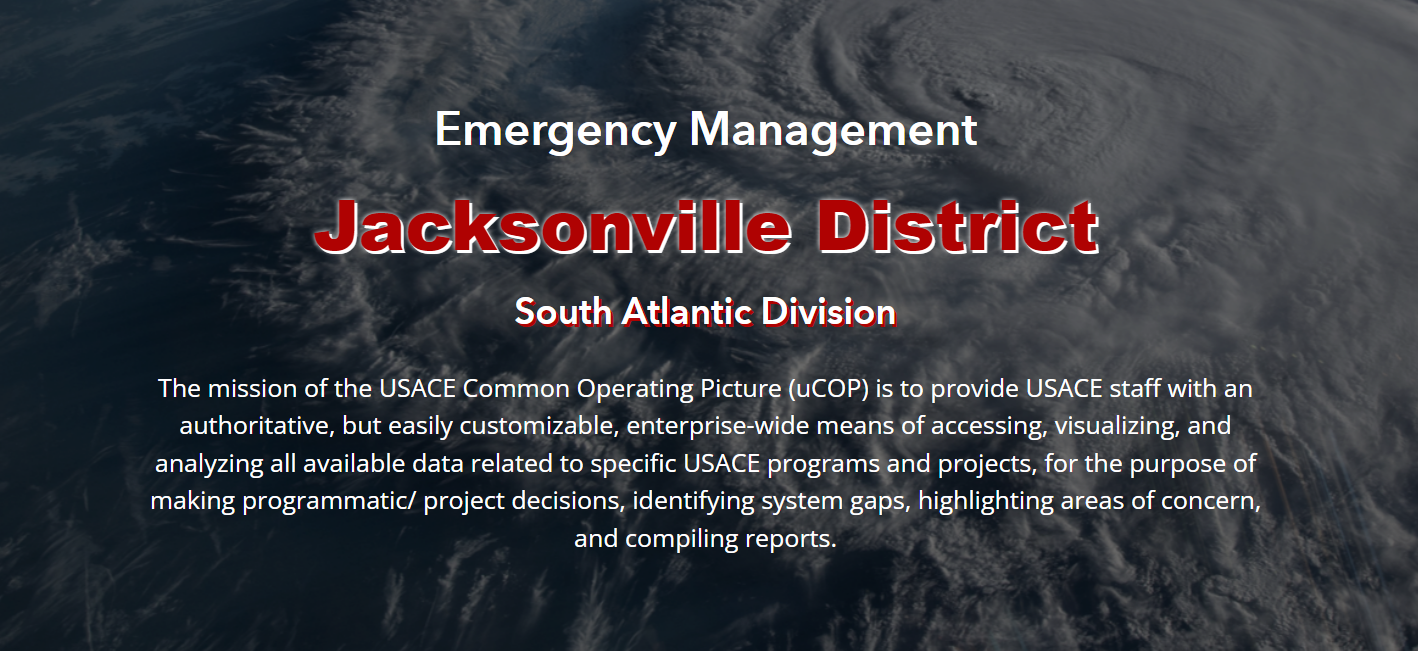 Emergency Management
Jacksonville District
South Atlantic Division
The mission of the USACE Common Operating Picture (uCOP) is to provide USACE staff with an
authoritative, but easily customizable, enterprise-wide means of accessing, visualizing, and
analyzing all available data related to specific USACE programs and projects, for the purpose of
making programmatic/ project decisions, identifying system gaps, highlighting areas of concern,
and compiling reports.